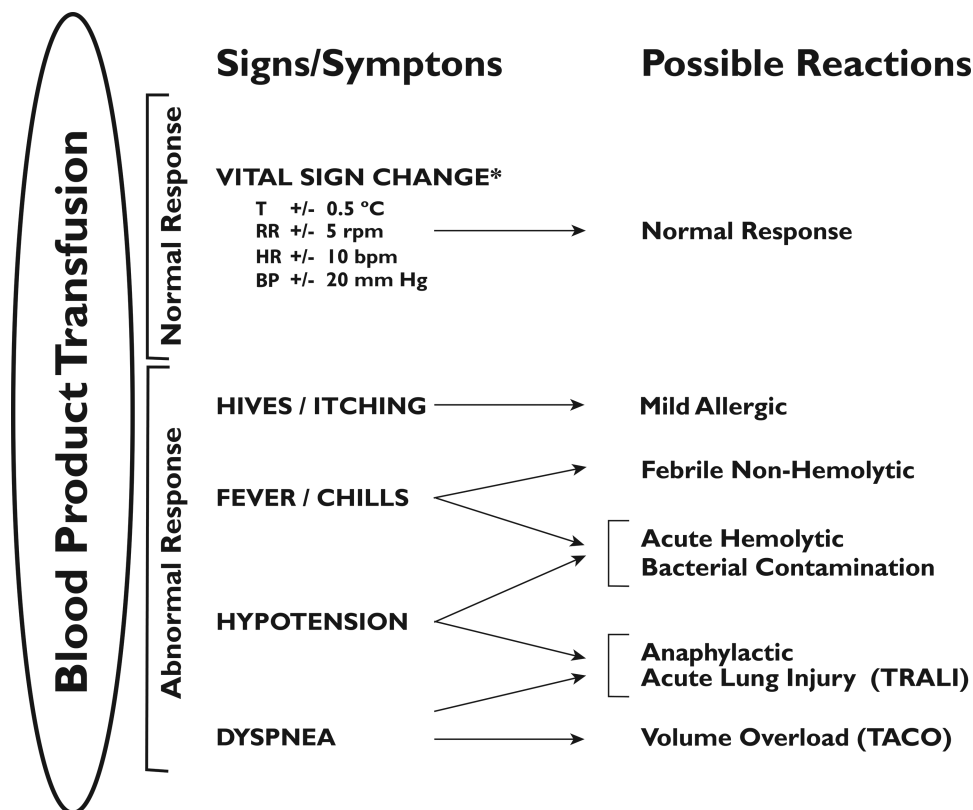 Blood Product Transfusion
Signs/Symptons
Possible Reactions
Normal Response
VITAL SIGN CHANGE*
T +/- 0.5 ºC
RR +/- 5 rpm
HR +/- 10 bpm
BP +/- 20 mm Hg
Normal Response
Abnormal Response
HIVES / ITCHING
Mild Allergic
FEVER / CHILLS
Febrile Non-Hemolytic
Acute Hemolytic
Bacterial Contamination
HYPOTENSION
Anaphylactic
Acute Lung Injury (TRALI)
DYSPNEA
Volume Overload (TACO)